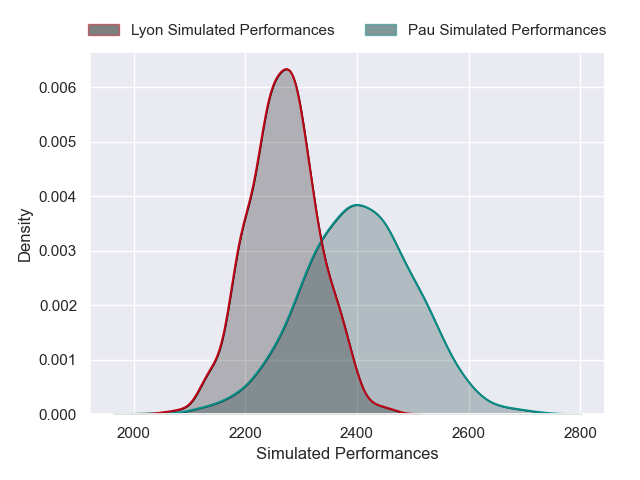 Lyon Simulated Performances
Pau Simulated Performances
0.006
0.005
0.004
0.003
0.002
0.001
0.000
Density
2000 2200 2400 2600 2800
Simulated Performances